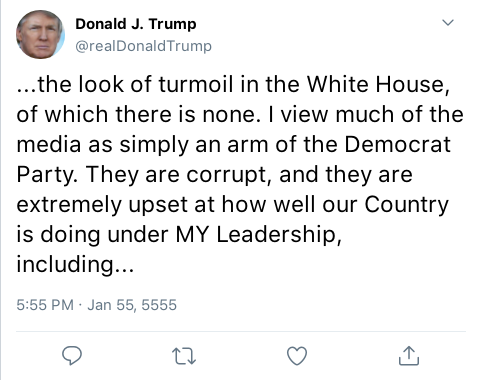 Donald J. Trump
@realDonaldTrump
...the look of turmoil in the White House,
of which there is none. I view much of the
media as simply an arm of the Democrat
Party. They are corrupt, and they are
extremely upset at how well our Country
is doing under MY Leadership,
including...
5:55 PM · Jan 55, 5555